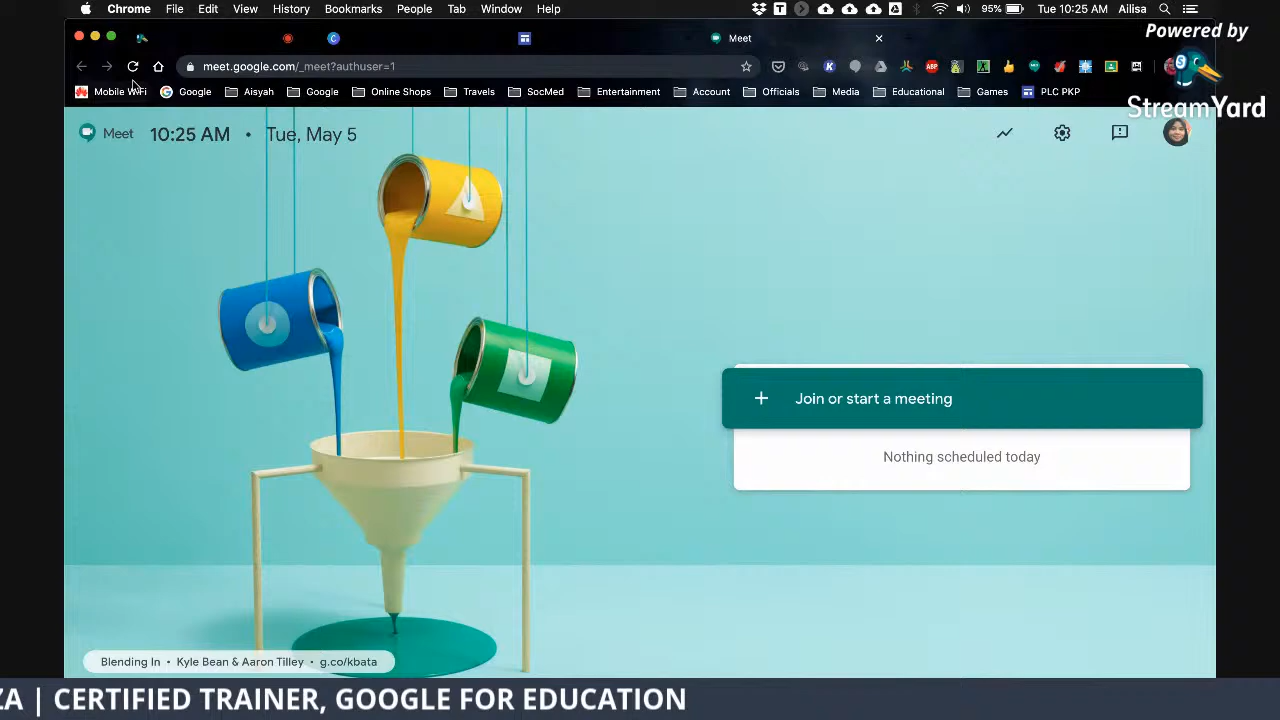 Chrome File Edit View History Bookmarks People Tab Window Help 95% Tue 10:25 AM Ailisa
Powered by
StreamYard
Meet
meet.google.com/_meet?authuser=1
Mobile WiFi Google Aisyah Google Online Shops Travels SocMed Entertainment Account Officials Media Educational Games PLC PKP
Meet 10:25 AM • Tue, May 5
Join or start a meeting
Nothing scheduled today
Blending In • Kyle Bean & Aaron Tilley • g.co/kbata
ZA | CERTIFIED TRAINER, GOOGLE FOR EDUCATION